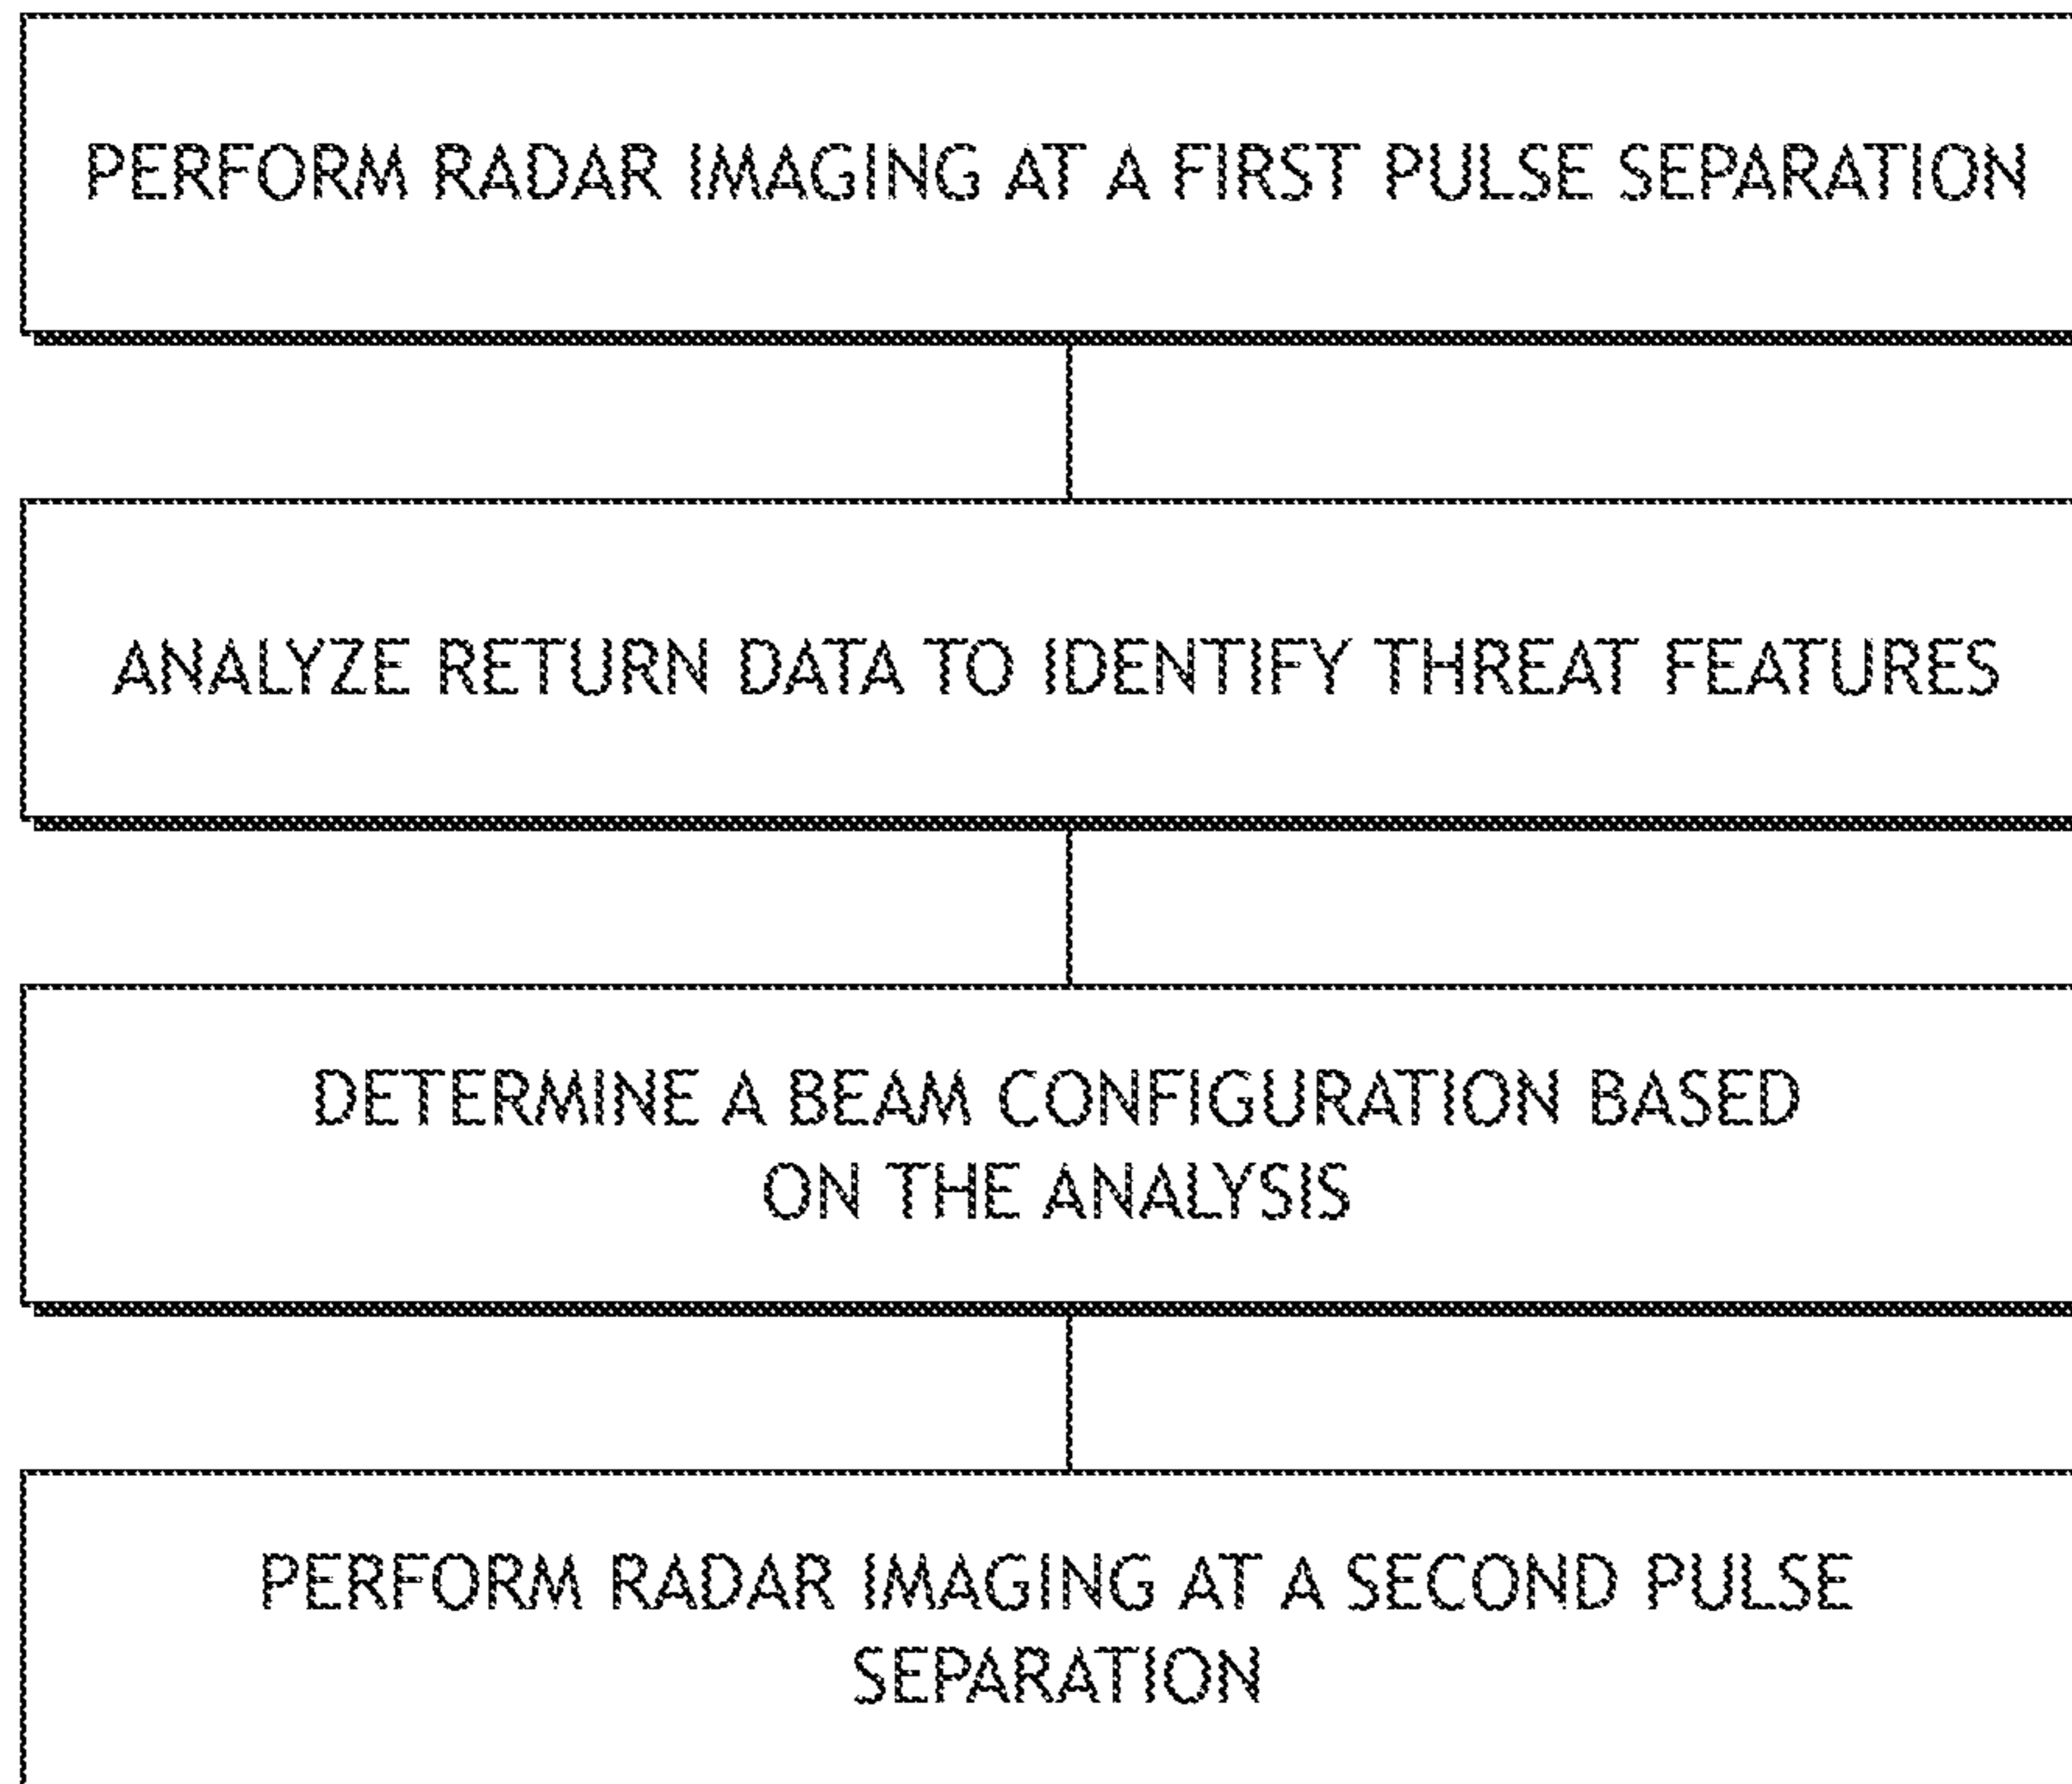 PERFORM RADAR IMAGING AT A FIRST PULSE SEPARATION
ANALYZE RETURN DATA TO IDENTIFY THREAT FEATURES
DETERMINE A BEAM CONFIGURATION BASED
ON THE ANALYSIS
PERFORM RADAR IMAGING AT A SECOND PULSE
SEPARATION